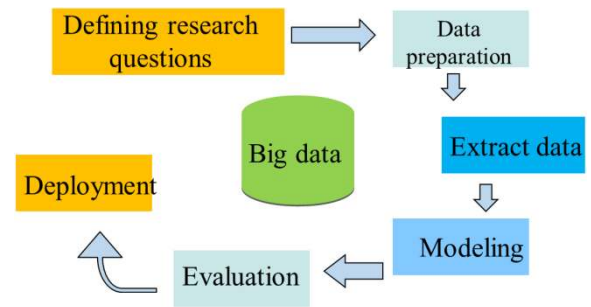 Defining research
questions
Data
preparation
Extract data
Big data
Deployment
Modeling
Evaluation